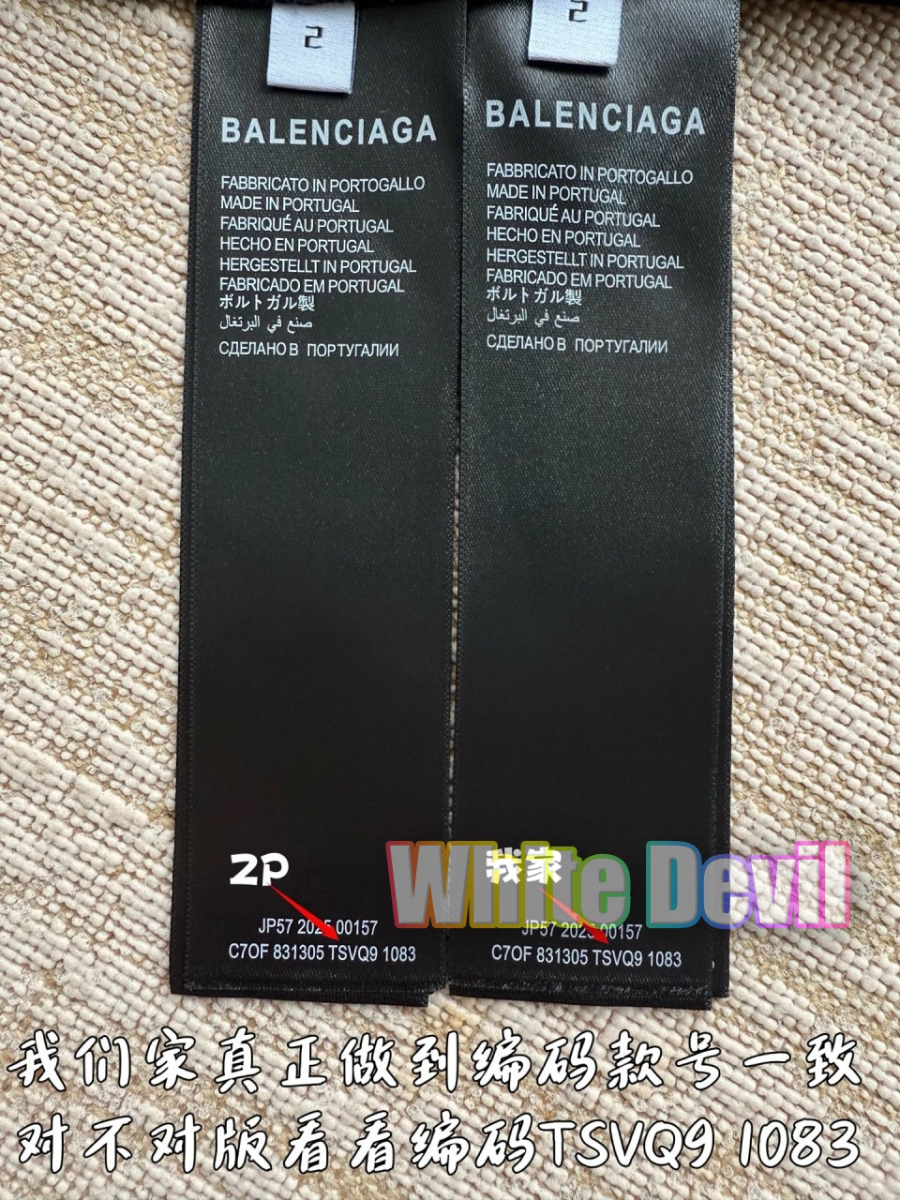 2
BALENCIAGA
FABBRICATO IN PORTOGALLO
MADE IN PORTUGAL
FABRIQUÉ AU PORTUGAL
HECHO EN PORTUGAL
HERGESTELLT IN PORTUGAL
FABRICADO EM PORTUGAL
ポルトガル製
صنع في البرتغال
СДЕЛАНО В ПОРТУГАЛИИ
2P
JP57 2025 00157
C7OF 831305 TSVQ9 1083
2
BALENCIAGA
FABBRICATO IN PORTOGALLO
MADE IN PORTUGAL
FABRIQUÉ AU PORTUGAL
HECHO EN PORTUGAL
HERGESTELLT IN PORTUGAL
FABRICADO EM PORTUGAL
ポルトガル製
صنع في البرتغال
СДЕЛАНО В ПОРТУГАЛИИ
我家
White Devil
JP57 2025 00157
C7OF 831305 TSVQ9 1083
我们家真正做到编码款号一致
对不对版看看编码TSVQ9 1083